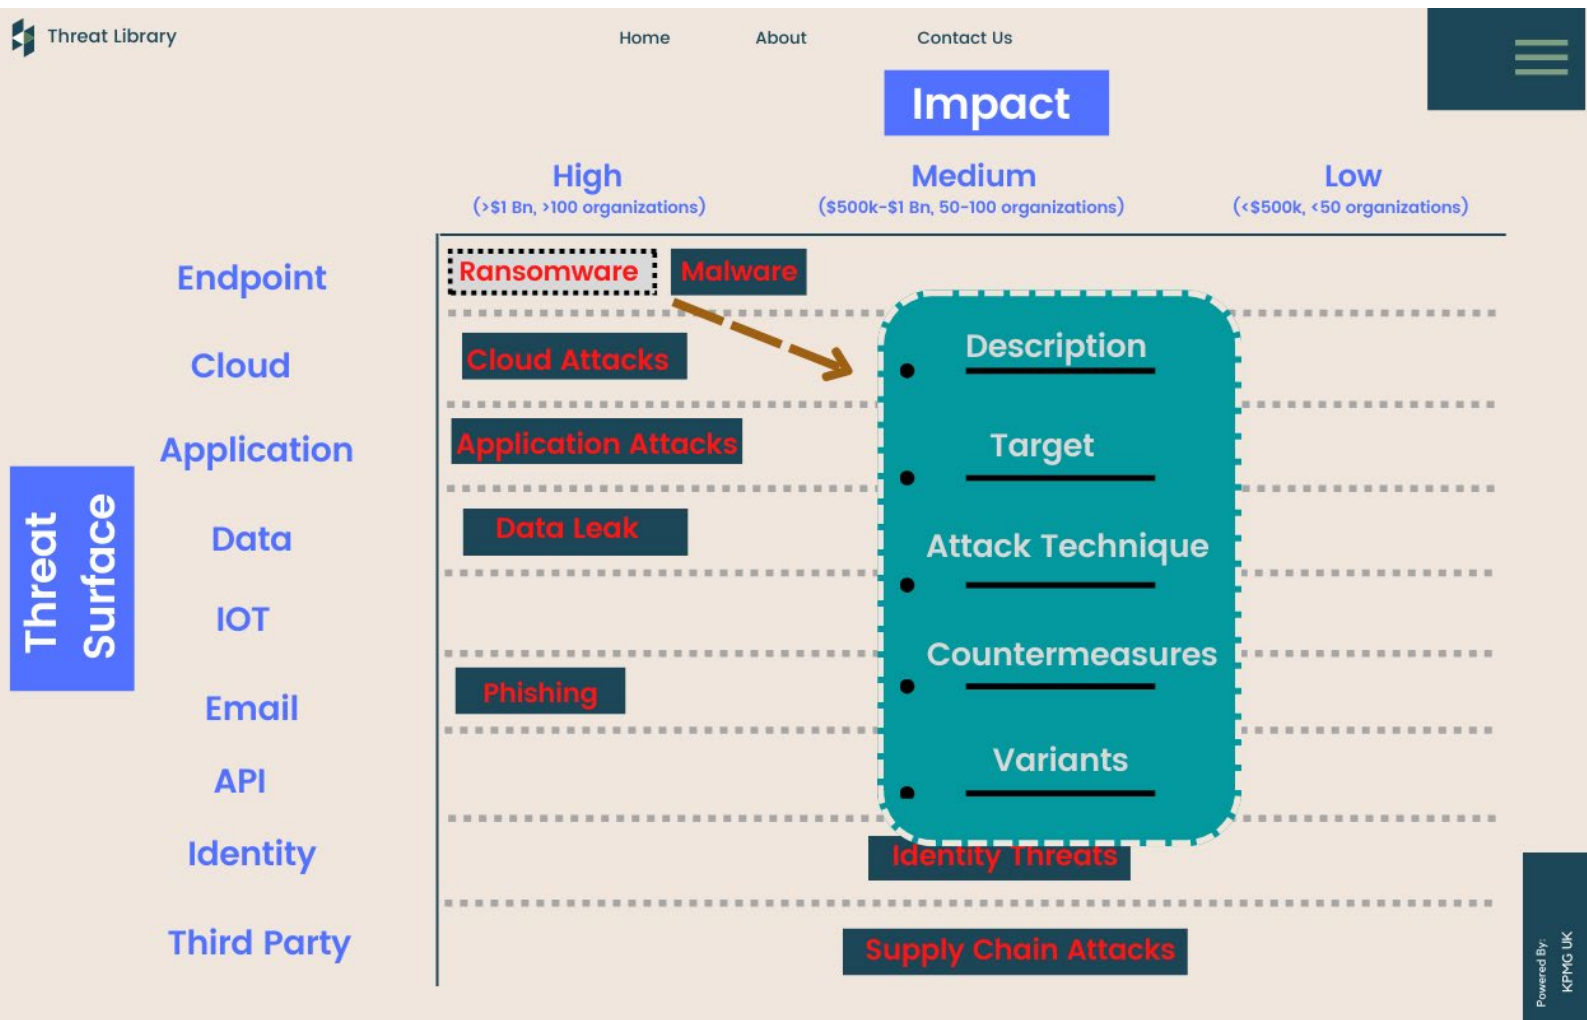 Threat Library
Home
About
Contact Us
Impact
High
(>$1 Bn, >100 organizations)
Medium
($500k-$1 Bn, 50-100 organizations)
Low
(<$500k, <50 organizations)
Threat
Surface
Endpoint
Ransomware
Malware
Cloud
Cloud Attacks
Application
Application Attacks
Data
Data Leak
IOT
Email
Phishing
API
Identity
Identity Threats
Third Party
Supply Chain Attacks
Description
Target
Attack Technique
Countermeasures
Variants
Powered By:
KPMG UK